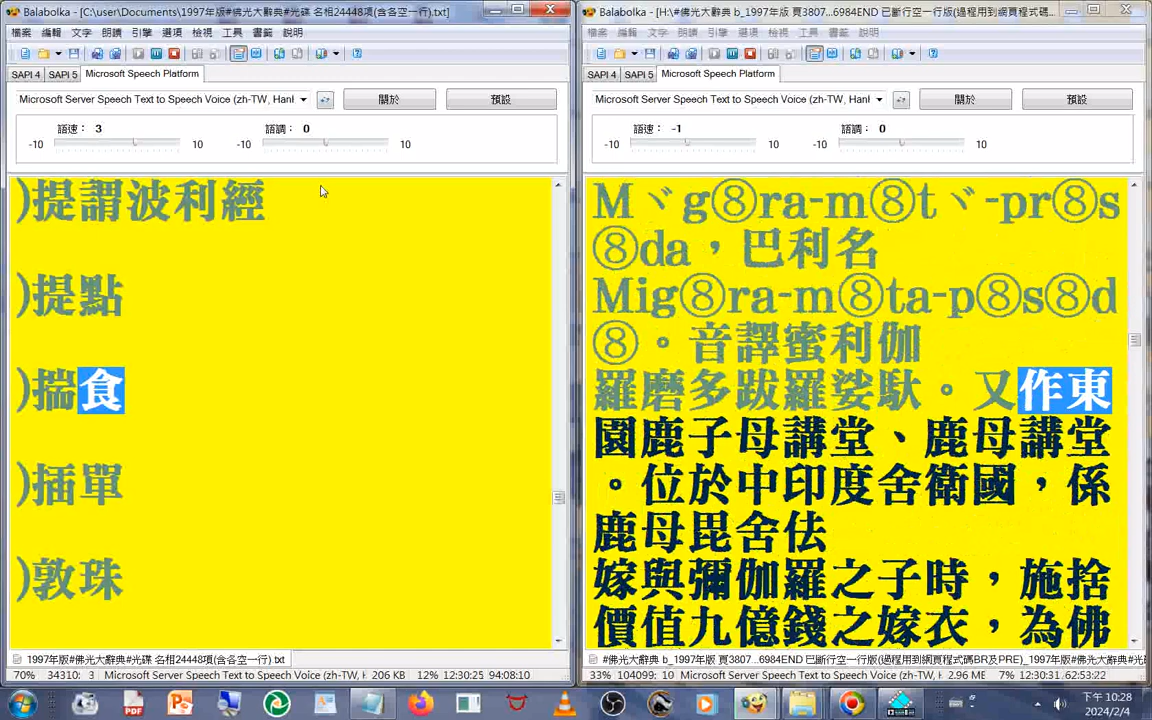 Balabolka - [C:\user\Documents\1997年版#佛光大辭典#光碟 名相24448項(含各空一行).txt]
檔案 編輯 文字 朗讀 引擎 選項 檢視 工具 書籤 說明
SAPI 4 SAPI 5 Microsoft Speech Platform
Microsoft Server Speech Text to Speech Voice (zh-TW, Hanl 關於 預設
語速： 3 語調： 0
-10 10 -10 10
)提謂波利經
)提點
)揣食
)插單
)敦珠
1997年版#佛光大辭典#光碟 名相24448項(含各空一行).txt
70% 34310: 3 Microsoft Server Speech Text to Speech Voice (zh-TW, H 206 KB 12% 12:30:25 94:08:10
Balabolka - [H:\#佛光大辭典 b_1997年版 頁3807...6984END 已斷行空一行版(過程用到網頁程式碼...
檔案 編輯 文字 朗讀 引擎 選項 檢視 工具 書籤 說明
SAPI 4 SAPI 5 Microsoft Speech Platform
Microsoft Server Speech Text to Speech Voice (zh-TW, Hanl 關於 預設
語速： -1 語調： 0
-10 10 -10 10
Mヾg⑧ra-m⑧tヾ-pr⑧s
⑧da，巴利名
Mig⑧ra-m⑧ta-p⑧s⑧d
⑧。音譯蜜利伽
羅磨多跋羅娑馱。又作東
園鹿子母講堂、鹿母講堂
。位於中印度舍衛國，係
鹿母毘舍佉
嫁與彌伽羅之子時，施捨
價值九億錢之嫁衣，為佛
#佛光大辭典 b_1997年版 頁3807...6984END 已斷行空一行版(過程用到網頁程式碼BR及PRE)_1997年版#光
33% 104099: 10 Microsoft Server Speech Text to Speech Voice (zh-TW, H 2.96 ME 7% 12:30:31 62:53:22
PDF
下午 10:28
2024/2/4